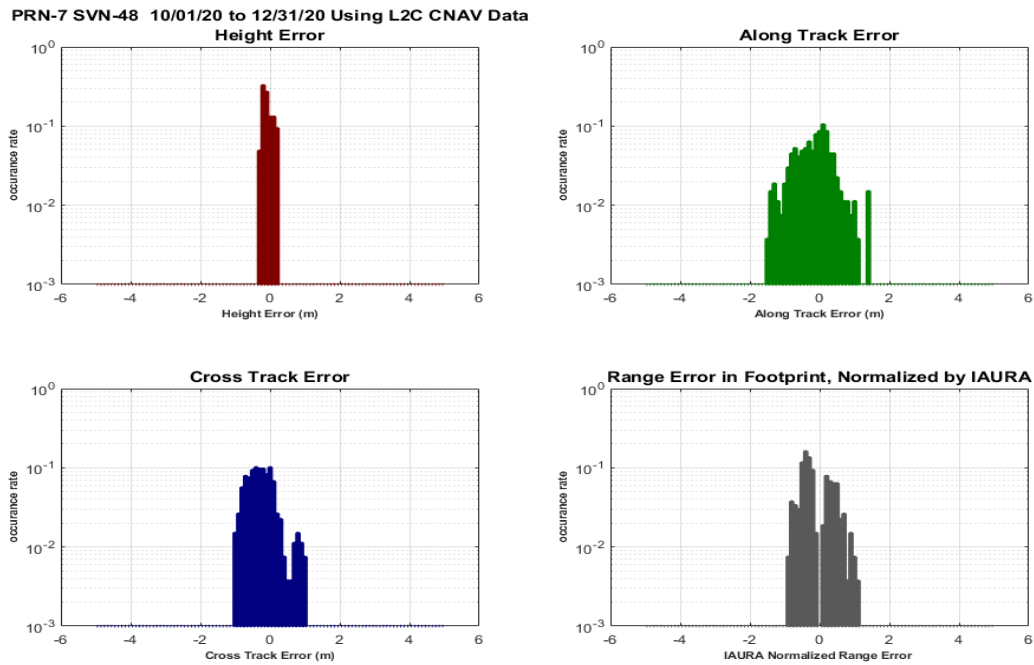 PRN-7 SVN-48  10/01/20 to 12/31/20 Using L2C CNAV Data
Height Error
10^0
10^-1
10^-2
10^-3
occurance rate
-6 -4 -2 0 2 4 6
Height Error (m)
Along Track Error
10^0
10^-1
10^-2
10^-3
occurance rate
-6 -4 -2 0 2 4 6
Along Track Error (m)
Cross Track Error
10^0
10^-1
10^-2
10^-3
occurance rate
-6 -4 -2 0 2 4 6
Cross Track Error (m)
Range Error in Footprint, Normalized by IAURA
10^0
10^-1
10^-2
10^-3
occurance rate
-6 -4 -2 0 2 4 6
IAURA Normalized Range Error